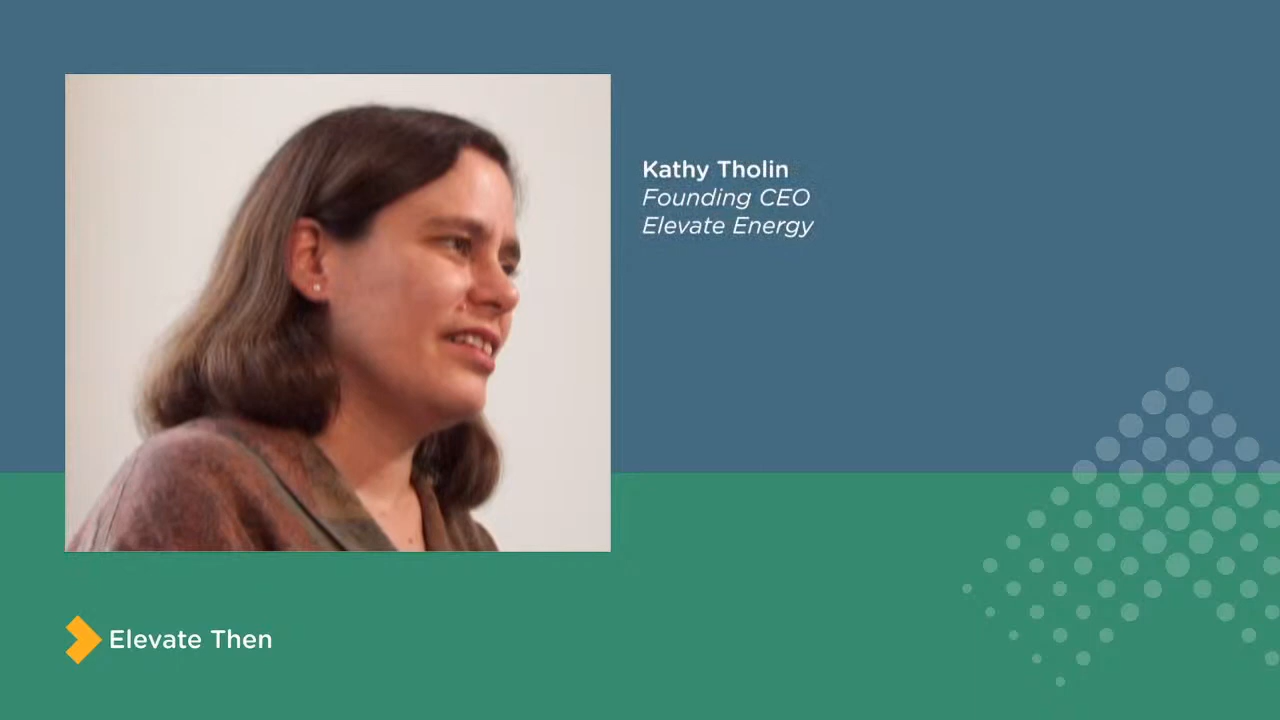 Kathy Tholin
Founding CEO
Elevate Energy
Elevate Then